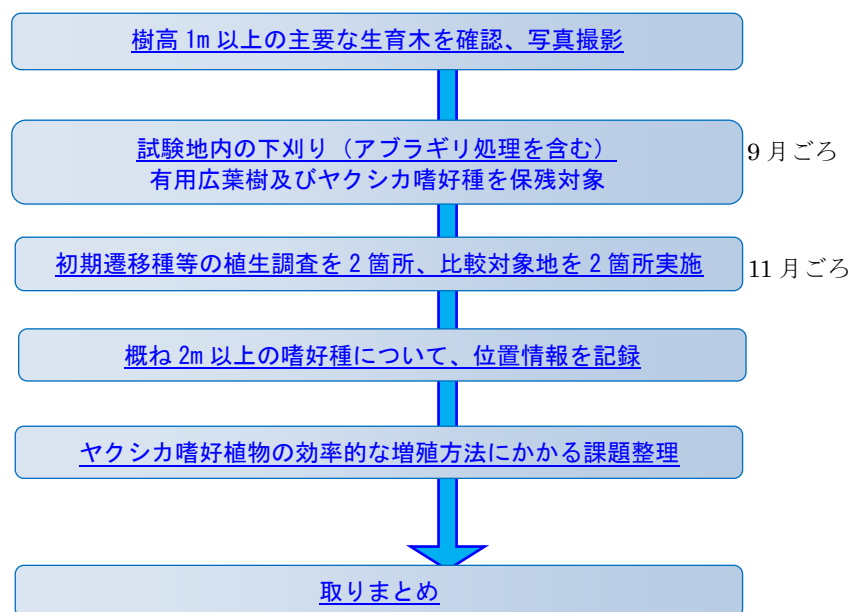 樹高 1m 以上の主要な生育木を確認、写真撮影
試験地内の下刈り（アブラギリ処理を含む）
有用広葉樹及びヤクシカ嗜好種を保残対象
9 月ごろ
初期遷移種等の植生調査を 2 箇所、比較対象地を 2 箇所実施
11 月ごろ
概ね 2m 以上の嗜好種について、位置情報を記録
ヤクシカ嗜好植物の効率的な増殖方法にかかる課題整理
取りまとめ